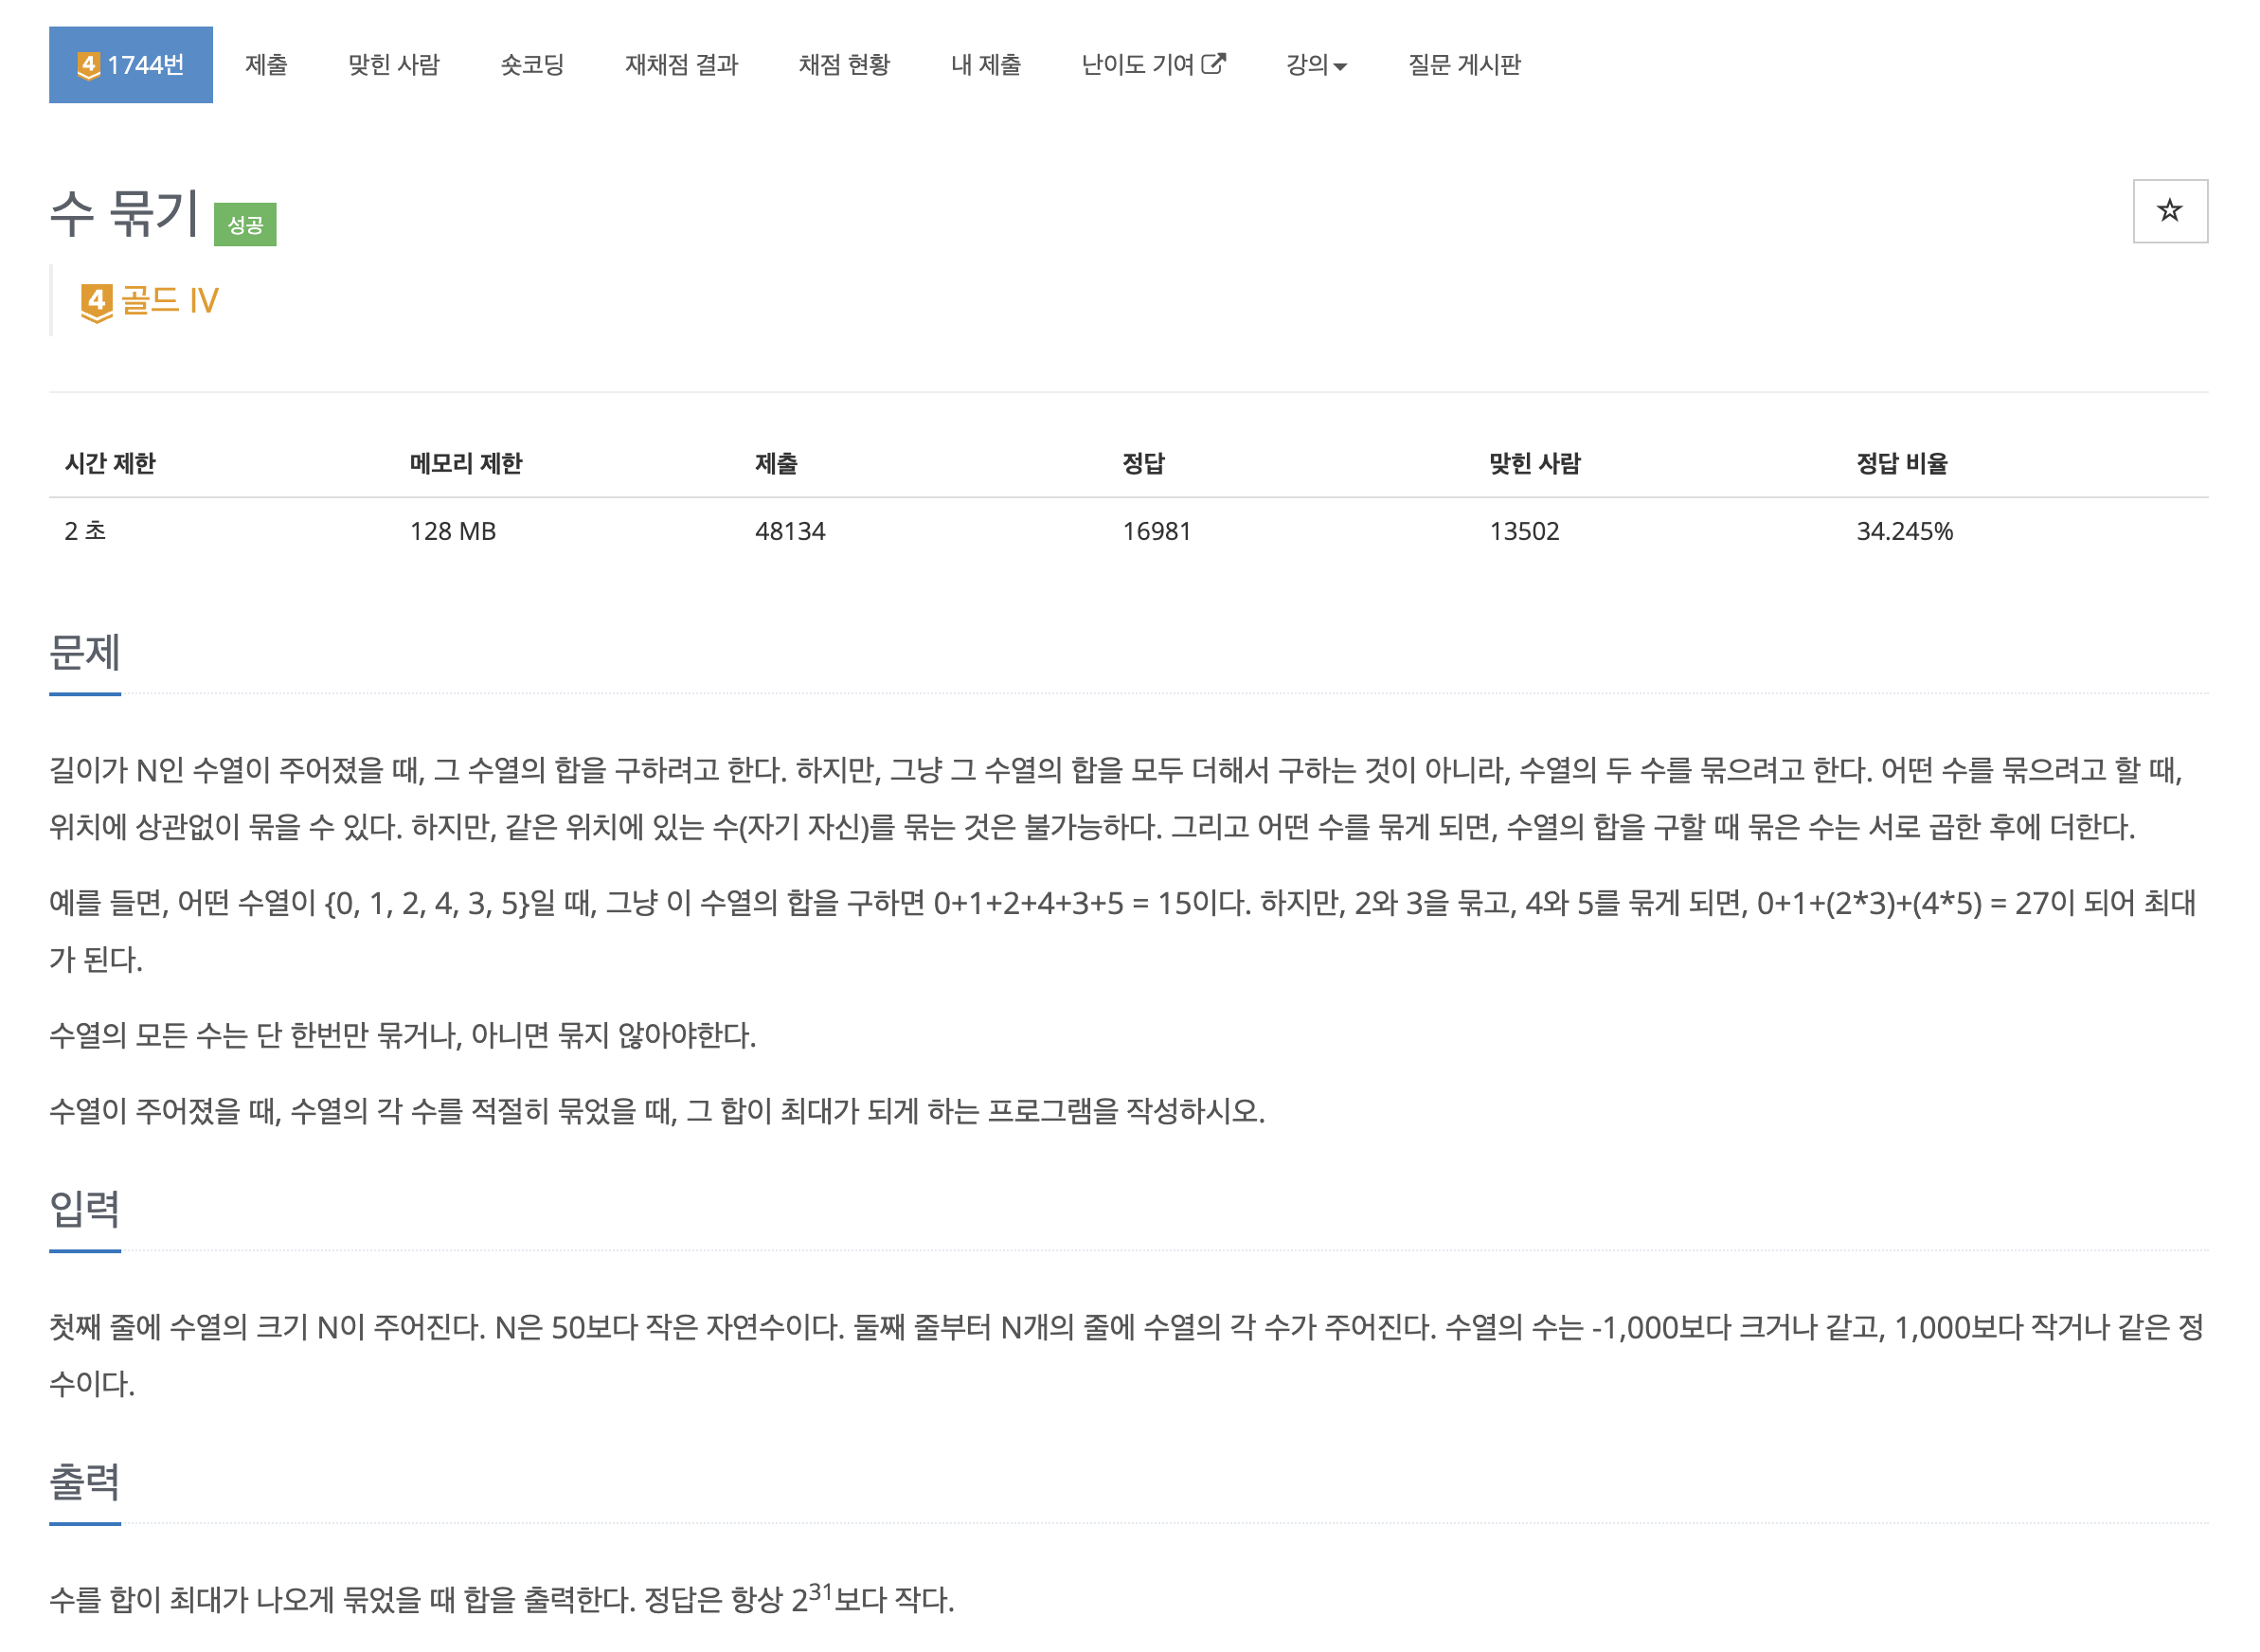 4 1744번 제출 맞힌 사람 숏코딩 재채점 결과 채점 현황 내 제출 난이도 기여 강의 질문 게시판
수 묶기 성공
4 골드 IV
시간 제한 메모리 제한 제출 정답 맞힌 사람 정답 비율
2 초 128 MB 48134 16981 13502 34.245%
문제
길이가 N인 수열이 주어졌을 때, 그 수열의 합을 구하려고 한다. 하지만, 그냥 그 수열의 합을 모두 더해서 구하는 것이 아니라, 수열의 두 수를 묶으려고 한다. 어떤 수를 묶으려고 할 때,
위치에 상관없이 묶을 수 있다. 하지만, 같은 위치에 있는 수(자기 자신)를 묶는 것은 불가능하다. 그리고 어떤 수를 묶게 되면, 수열의 합을 구할 때 묶은 수는 서로 곱한 후에 더한다.
예를 들면, 어떤 수열이 {0, 1, 2, 4, 3, 5}일 때, 그냥 이 수열의 합을 구하면 0+1+2+4+3+5 = 15이다. 하지만, 2와 3을 묶고, 4와 5를 묶게 되면, 0+1+(2*3)+(4*5) = 27이 되어 최대
가 된다.
수열의 모든 수는 단 한번만 묶거나, 아니면 묶지 않아야한다.
수열이 주어졌을 때, 수열의 각 수를 적절히 묶었을 때, 그 합이 최대가 되게 하는 프로그램을 작성하시오.
입력
첫째 줄에 수열의 크기 N이 주어진다. N은 50보다 작은 자연수이다. 둘째 줄부터 N개의 줄에 수열의 각 수가 주어진다. 수열의 수는 -1,000보다 크거나 같고, 1,000보다 작거나 같은 정
수이다.
출력
수를 합이 최대가 나오게 묶었을 때 합을 출력한다. 정답은 항상 2³¹보다 작다.